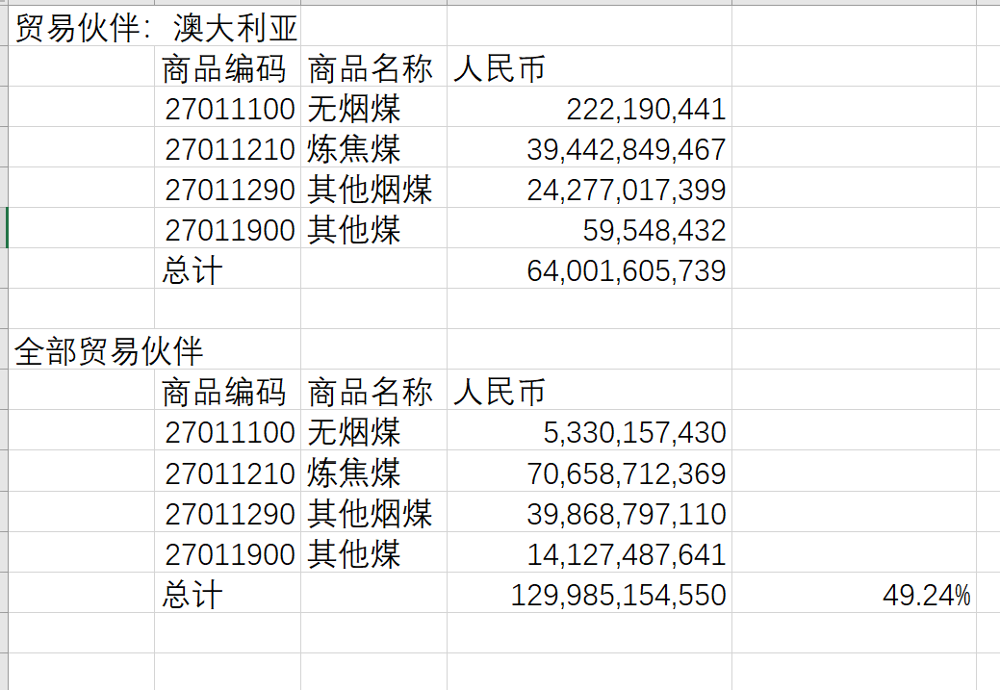 贸易伙伴： 澳大利亚
商品编码 商品名称 人民币
27011100 无烟煤 222,190,441
27011210 炼焦煤 39,442,849,467
27011290 其他烟煤 24,277,017,399
27011900 其他煤 59,548,432
总计 64,001,605,739
全部贸易伙伴
商品编码 商品名称 人民币
27011100 无烟煤 5,330,157,430
27011210 炼焦煤 70,658,712,369
27011290 其他烟煤 39,868,797,110
27011900 其他煤 14,127,487,641
总计 129,985,154,550 49.24%